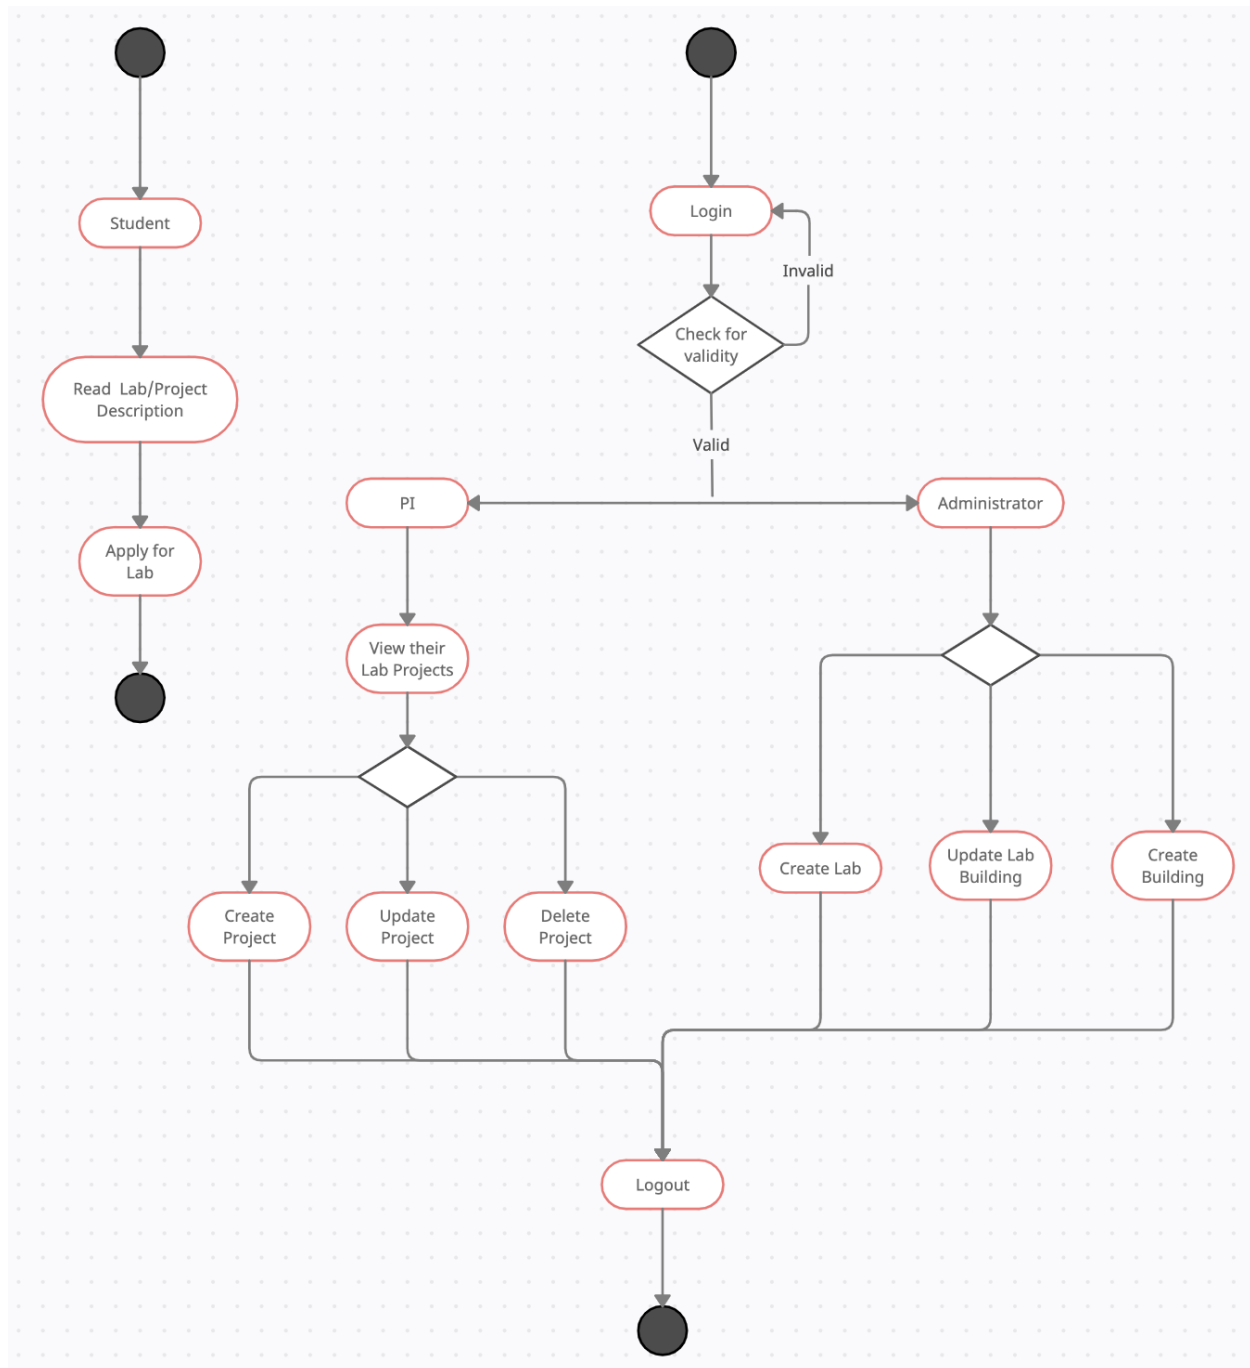 Student
Read  Lab/Project
Description
Apply for
Lab
Login
Invalid
Check for
validity
Valid
PI
Administrator
View their
Lab Projects
Create
Project
Update
Project
Delete
Project
Create Lab
Update Lab
Building
Create
Building
Logout